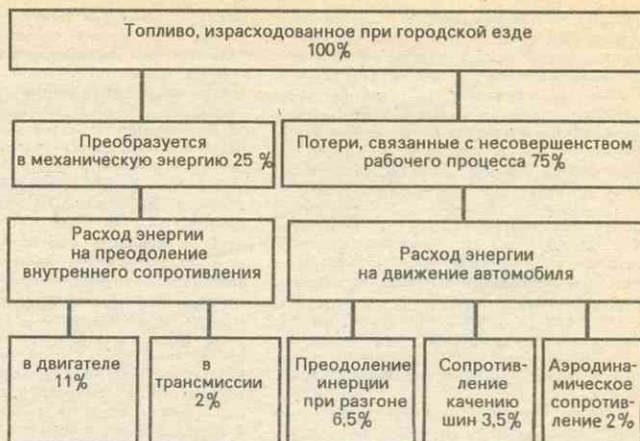 Топливо, израсходованное при городской езде
100%
Преобразуется
в механическую энергию 25 %
Потери, связанные с несовершенством
рабочего процесса 75%
Расход энергии
на преодоление
внутреннего сопротивления
Расход энергии
на движение автомобиля
в двигателе
11%
в
трансмиссии
2%
Преодоление
инерции
при разгоне
6,5%
Сопротив-
ление
качению
шин 3,5%
Аэродина-
мическое
сопротив-
ление 2%